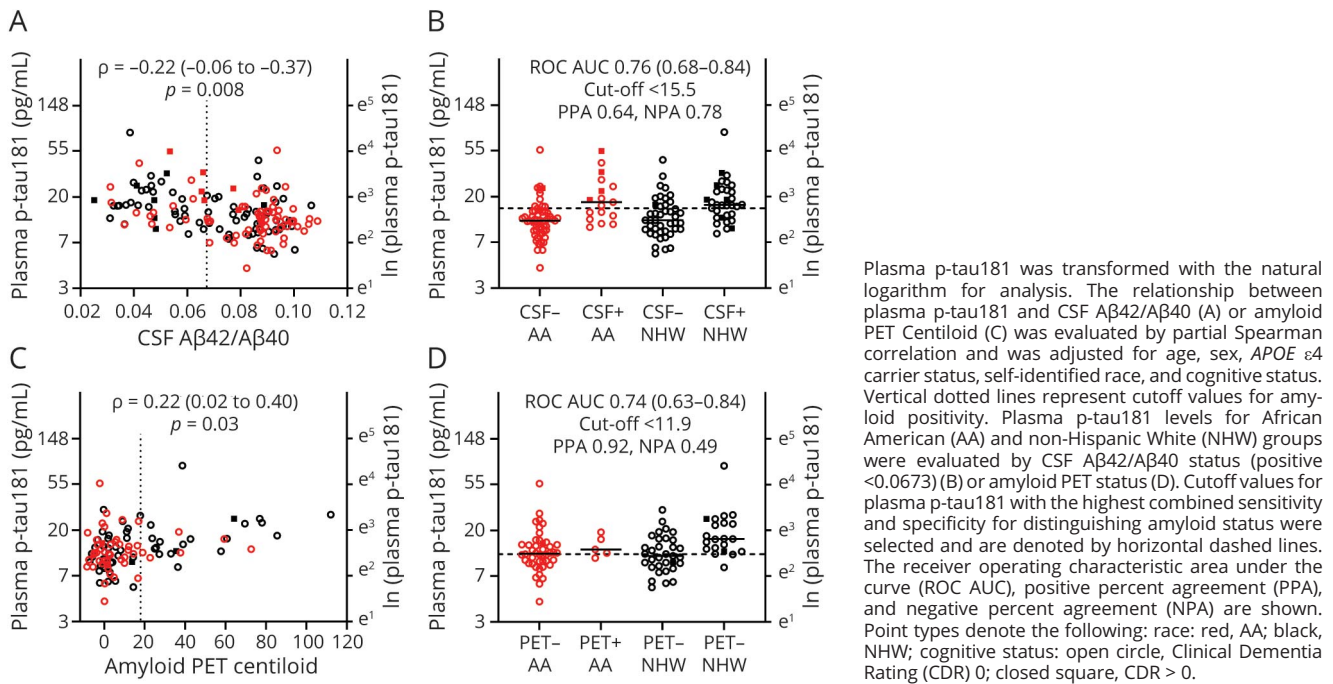 A
ρ = –0.22 (–0.06 to –0.37)
p = 0.008
Plasma p-tau181 (pg/mL)
148
55
20
7
3
e⁵
e⁴
e³
e²
e¹
ln (plasma p-tau181)
0.02 0.04 0.06 0.08 0.10 0.12
CSF Aβ42/Aβ40
B
ROC AUC 0.76 (0.68–0.84)
Cut-off <15.5
PPA 0.64, NPA 0.78
Plasma p-tau181 (pg/mL)
148
55
20
7
3
e⁵
e⁴
e³
e²
e¹
ln (plasma p-tau181)
CSF– CSF+ CSF– CSF+
AA AA NHW NHW
C
ρ = 0.22 (0.02 to 0.40)
p = 0.03
Plasma p-tau181 (pg/mL)
148
55
20
7
3
e⁵
e⁴
e³
e²
e¹
ln (plasma p-tau181)
0 20 40 60 80 100 120
Amyloid PET centiloid
D
ROC AUC 0.74 (0.63–0.84)
Cut-off <11.9
PPA 0.92, NPA 0.49
Plasma p-tau181 (pg/mL)
148
55
20
7
3
e⁵
e⁴
e³
e²
e¹
ln (plasma p-tau181)
PET– PET+ PET– PET–
AA AA NHW NHW
Plasma p-tau181 was transformed with the natural
logarithm for analysis. The relationship between
plasma p-tau181 and CSF Aβ42/Aβ40 (A) or amyloid
PET Centiloid (C) was evaluated by partial Spearman
correlation and was adjusted for age, sex, APOE ε4
carrier status, self-identified race, and cognitive status.
Vertical dotted lines represent cutoff values for amy-
loid positivity. Plasma p-tau181 levels for African
American (AA) and non-Hispanic White (NHW) groups
were evaluated by CSF Aβ42/Aβ40 status (positive
<0.0673) (B) or amyloid PET status (D). Cutoff values for
plasma p-tau181 with the highest combined sensitivity
and specificity for distinguishing amyloid status were
selected and are denoted by horizontal dashed lines.
The receiver operating characteristic area under the
curve (ROC AUC), positive percent agreement (PPA),
and negative percent agreement (NPA) are shown.
Point types denote the following: race: red, AA; black,
NHW; cognitive status: open circle, Clinical Dementia
Rating (CDR) 0; closed square, CDR > 0.